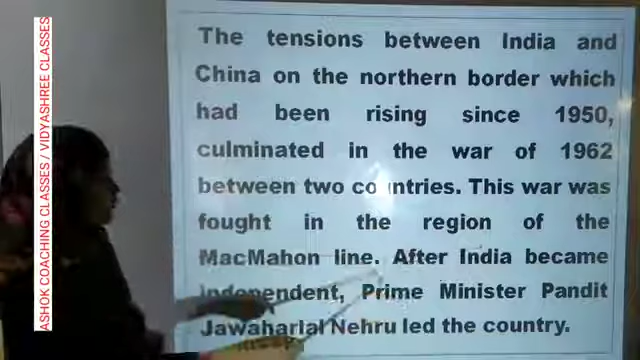 ASHOK COACHING CLASSES / VIDYASHREE CLASSES
The tensions between India and
China on the northern border which
had been rising since 1950,
culminated in the war of 1962
between two countries. This war was
fought in the region of the
MacMahon line. After India became
independent, Prime Minister Pandit
Jawaharlal Nehru led the country.